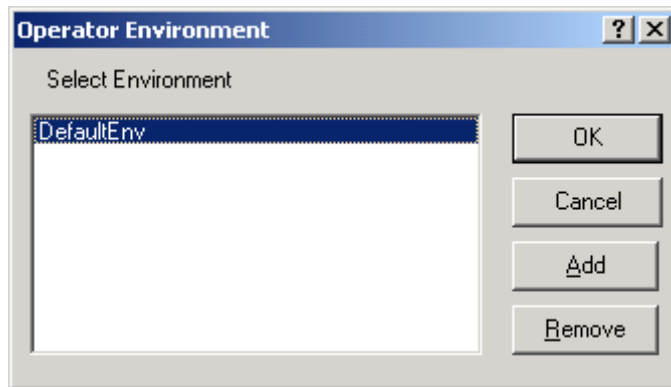 Operator Environment
Select Environment
DefaultEnv
OK
Cancel
Add
Remove